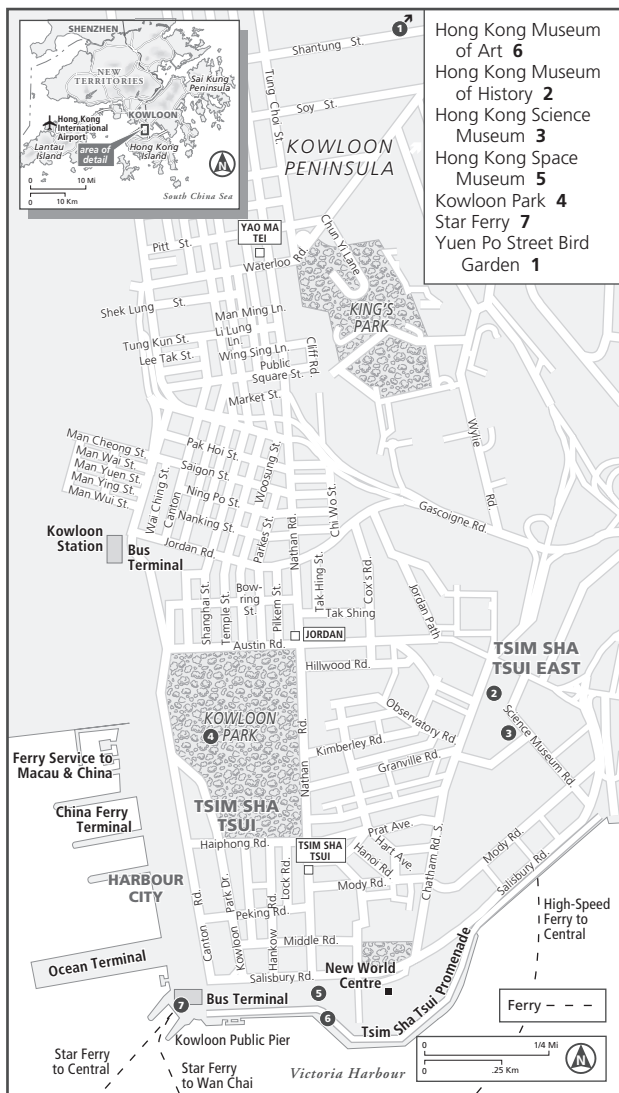 SHENZHEN
NEW
TERRITORIES
Sai Kung
Peninsula
KOWLOON
Hong Kong
International
Airport
Lantau
Island
area of
detail
Hong Kong
Island
N
0 10 Mi
0 10 Km
South China Sea
1
Hong Kong Museum
of Art 6
Hong Kong Museum
of History 2
Hong Kong Science
Museum 3
Hong Kong Space
Museum 5
Kowloon Park 4
Star Ferry 7
Yuen Po Street Bird
Garden 1
Shantung St.
Tung Choi St.
Soy St.
KOWLOON
PENINSULA
YAO MA
TEI
Pitt St.
Waterloo Rd.
Chun Yi Lane
KING'S
PARK
Shek Lung St.
Man Ming Ln.
Li Lung
Ln.
Tung Kun St.
Wing Sing Ln.
Lee Tak St.
Public
Square St.
Cliff Rd.
Market St.
Wylie Rd.
Man Cheong St.
Man Wai St.
Man Yuen St.
Man Ying St.
Man Wui St.
Pak Hoi St.
Saigon St.
Ning Po St.
Nanking St.
Woosung St.
Wai Ching St.
Canton
Parkes St.
Nathan Rd.
Chi Wo St.
Gascoigne Rd.
Kowloon
Station
Bus
Terminal
Jordan Rd
Shanghai St.
Temple St.
Bow-
ring
St.
Pilkem St.
Tak Hing St.
Tak Shing
Cox's Rd.
Jordan Path
JORDAN
Austin Rd.
Hillwood Rd.
TSIM SHA
TSUI EAST
2
KOWLOON
PARK
4
Nathan Rd.
Kimberley Rd.
Observatory Rd.
Granville Rd.
3
Science Museum Rd.
Ferry Service to
Macau & China
China Ferry
Terminal
TSIM SHA
TSUI
Haiphong Rd.
TSIM SHA
TSUI
Prat Ave.
Hart Ave.
Hanoi Rd.
Mody Rd.
Chatham Rd. S.
Mody Rd.
Salisbury Rd.
HARBOUR
CITY
Canton Rd.
Kowloon Park Dr.
Lock Rd.
Peking Rd.
Hankow
Middle Rd.
High-Speed
Ferry to
Central
Ocean Terminal
Salisbury Rd.
New World
Centre
Tsim Sha Tsui Promenade
7
Bus Terminal
5
6
Kowloon Public Pier
Ferry
Star Ferry
to Central
Star Ferry
to Wan Chai
Victoria Harbour
0 1/4 Mi
0 .25 Km
N